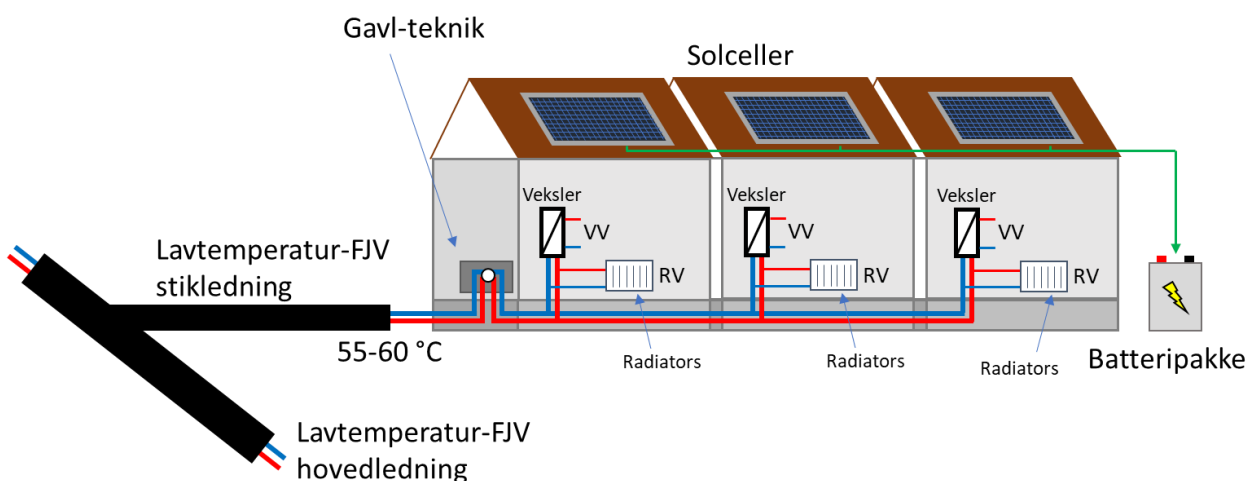 Gavl-teknik
Solceller
Veksler
Veksler
Veksler
VV
VV
VV
Lavtemperatur-FJV
stikledning
RV
RV
RV
55-60 °C
Radiators
Radiators
Radiators
Batteripakke
Lavtemperatur-FJV
hovedledning